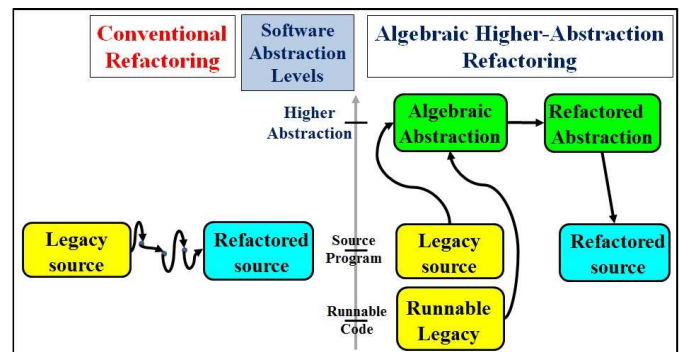 Conventional
Refactoring
Software
Abstraction
Levels
Algebraic Higher-Abstraction
Refactoring
Higher
Abstraction
Algebraic
Abstraction
Refactored
Abstraction
Legacy
source
Refactored
source
Source
Program
Legacy
source
Refactored
source
Runnable
Code
Runnable
Legacy